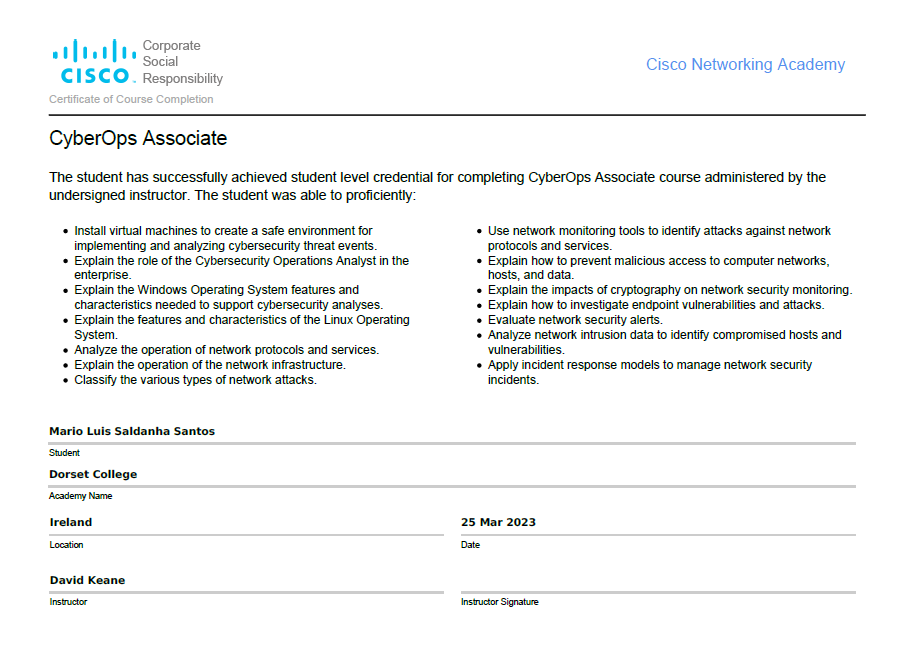 Corporate
Social
Responsibility
CISCO
Cisco Networking Academy
Certificate of Course Completion
CyberOps Associate
The student has successfully achieved student level credential for completing CyberOps Associate course administered by the
undersigned instructor. The student was able to proficiently:
• Install virtual machines to create a safe environment for
implementing and analyzing cybersecurity threat events.
• Explain the role of the Cybersecurity Operations Analyst in the
enterprise.
• Explain the Windows Operating System features and
characteristics needed to support cybersecurity analyses.
• Explain the features and characteristics of the Linux Operating
System.
• Analyze the operation of network protocols and services.
• Explain the operation of the network infrastructure.
• Classify the various types of network attacks.
• Use network monitoring tools to identify attacks against network
protocols and services.
• Explain how to prevent malicious access to computer networks,
hosts, and data.
• Explain the impacts of cryptography on network security monitoring.
• Explain how to investigate endpoint vulnerabilities and attacks.
• Evaluate network security alerts.
• Analyze network intrusion data to identify compromised hosts and
vulnerabilities.
• Apply incident response models to manage network security
incidents.
Mario Luis Saldanha Santos
Student
Dorset College
Academy Name
Ireland
Location
25 Mar 2023
Date
David Keane
Instructor
Instructor Signature